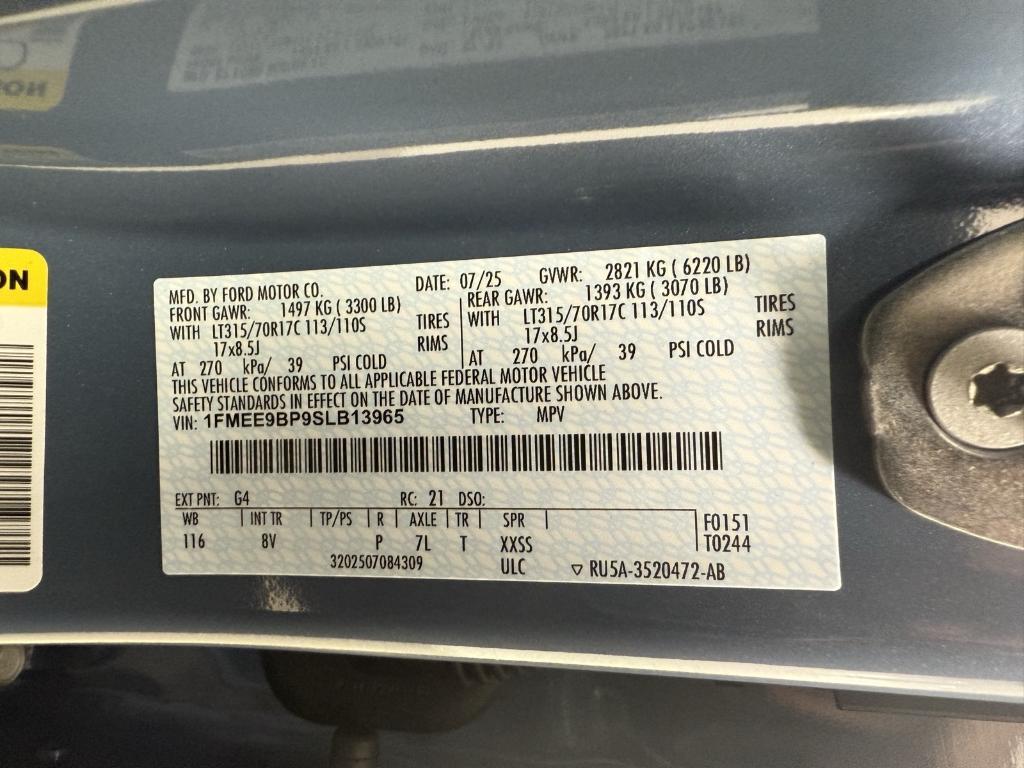 ON
MFD. BY FORD MOTOR CO. DATE: 07/25 GVWR: 2821 KG ( 6220 LB)
FRONT GAWR: 1497 KG ( 3300 LB) REAR GAWR: 1393 KG ( 3070 LB)
WITH LT315/70R17C 113/110S TIRES WITH LT315/70R17C 113/110S TIRES
17x8.5J RIMS 17x8.5J RIMS
AT 270 kPa/ 39 PSI COLD AT 270 kPa/ 39 PSI COLD
THIS VEHICLE CONFORMS TO ALL APPLICABLE FEDERAL MOTOR VEHICLE
SAFETY STANDARDS IN EFFECT ON THE DATE OF MANUFACTURE SHOWN ABOVE.
VIN: 1FMEE9BP9SLB13965 TYPE: MPV
EXT PNT: G4 RC: 21 DSO:
WB INT TR TP/PS R AXLE TR SPR F0151
116 8V P 7L T XXSS T0244
3202507084309 ULC ▽ RU5A-3520472-AB